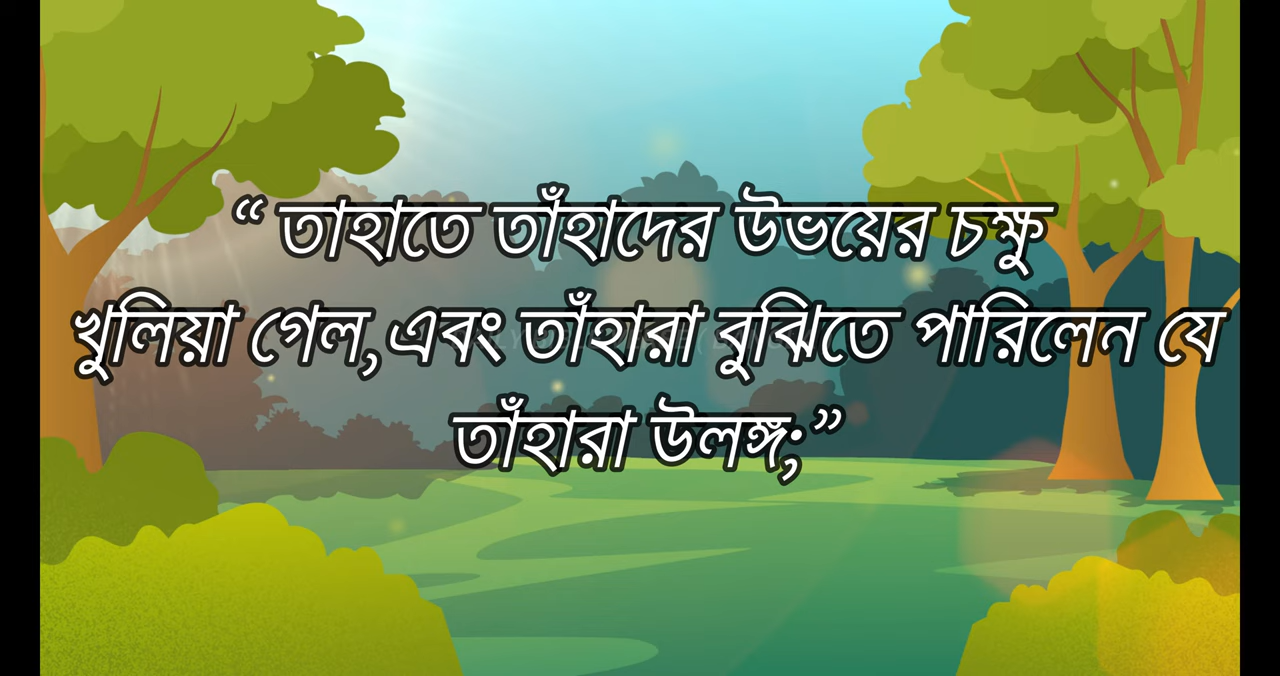 “ তাহাতে তাঁহাদের উভয়ের চক্ষু
খুলিয়া গেল,এবং তাঁহারা বুঝিতে পারিলেন যে
তাঁহারা উলঙ্গ;”